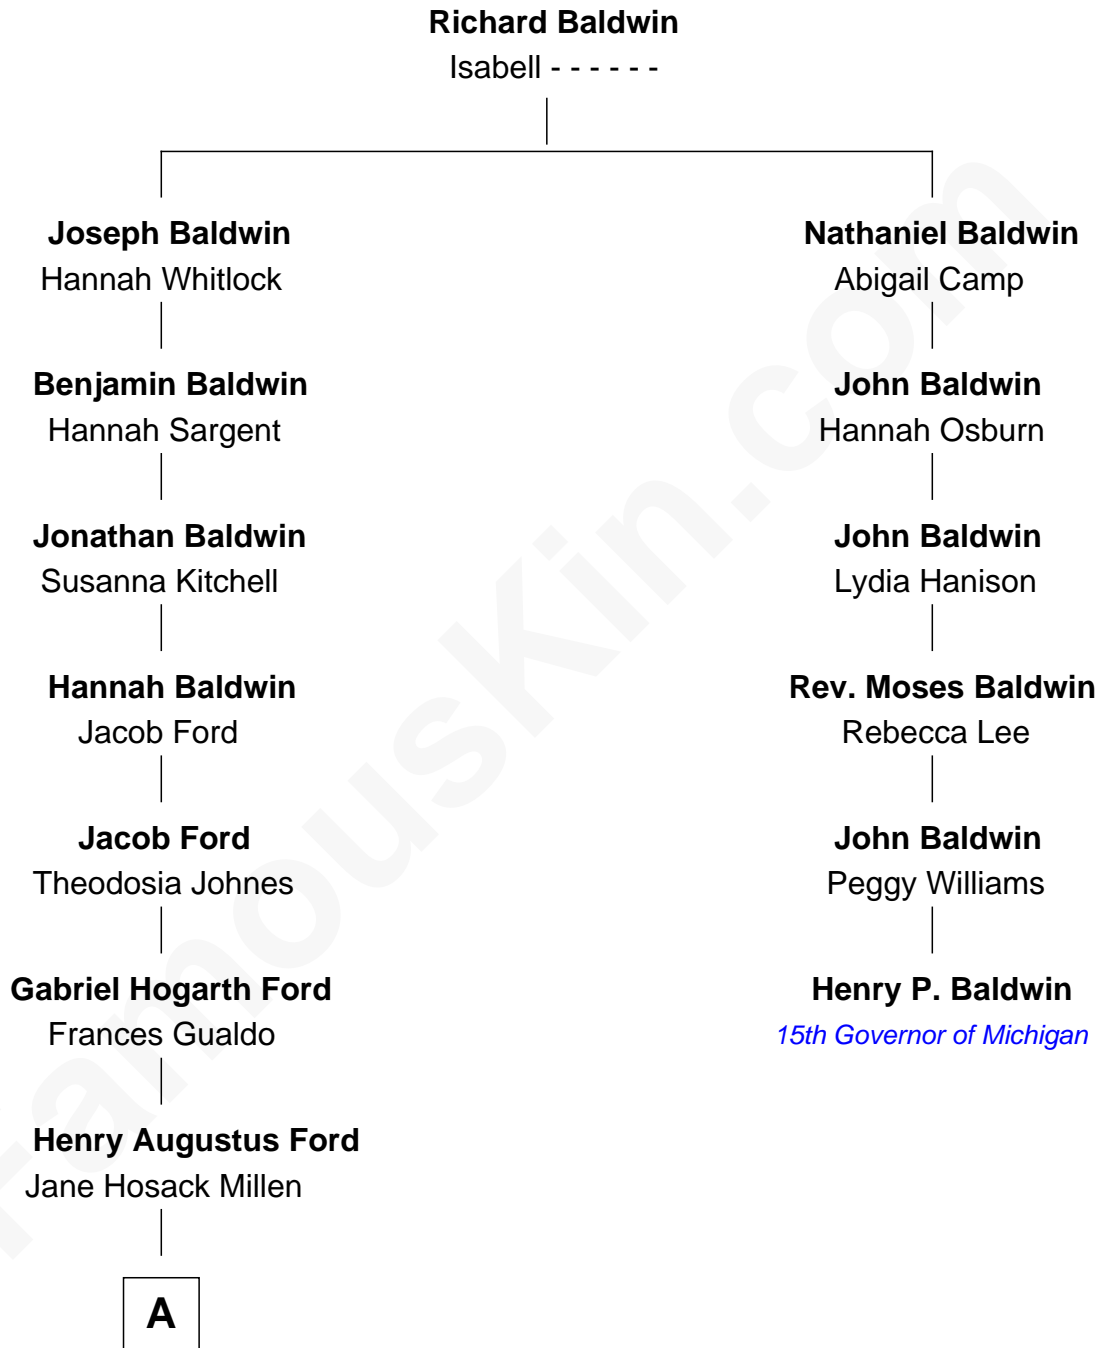 Richard Baldwin
Isabell - - - - - -
Joseph Baldwin
Hannah Whitlock
Nathaniel Baldwin
Abigail Camp
Benjamin Baldwin
Hannah Sargent
John Baldwin
Hannah Osburn
Jonathan Baldwin
Susanna Kitchell
John Baldwin
Lydia Hanison
Hannah Baldwin
Jacob Ford
Rev. Moses Baldwin
Rebecca Lee
Jacob Ford
Theodosia Johnes
John Baldwin
Peggy Williams
Gabriel Hogarth Ford
Frances Gualdo
Henry P. Baldwin
15th Governor of Michigan
Henry Augustus Ford
Jane Hosack Millen
A
FamousKin.com